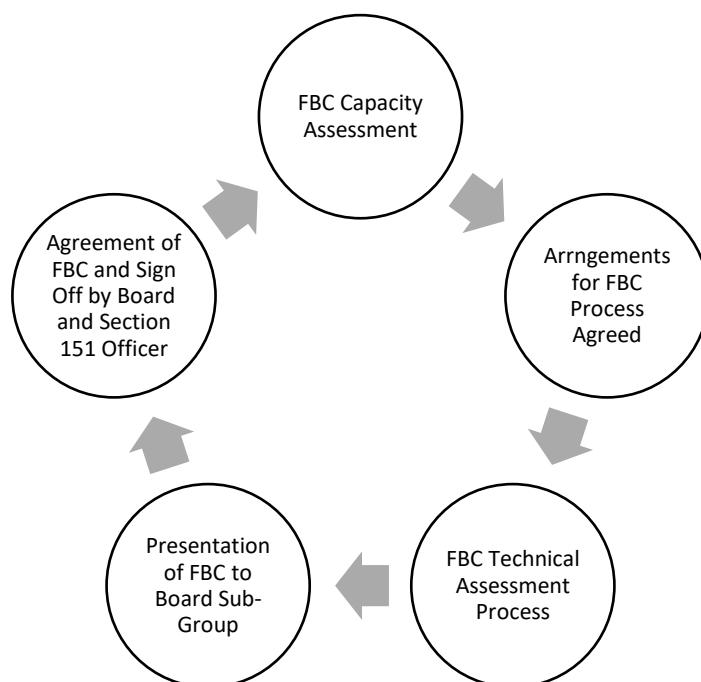 FBC Capacity
Assessment
Arrngements
for FBC
Process
Agreed
FBC Technical
Assessment
Process
Presentation
of FBC to
Board Sub-
Group
Agreement of
FBC and Sign
Off by Board
and Section
151 Officer